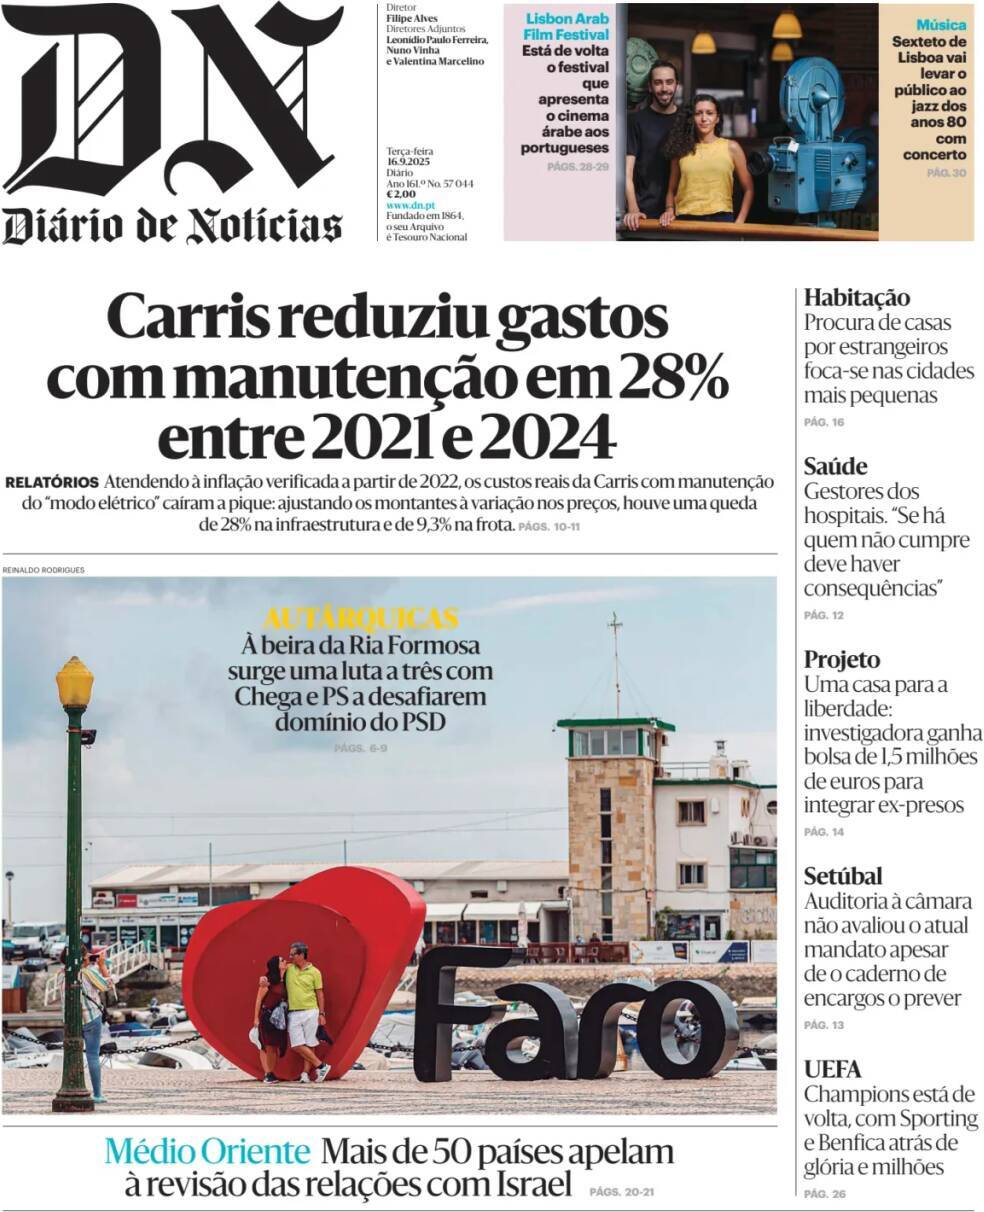 DN
Diário de Notícias
Diretor
Filipe Alves
Diretores Adjuntos
Leonídio Paulo Ferreira,
Nuno Vinha
e Valentina Marcelino
Terça-feira
16.9.2025
Diário
Ano 161.º No. 57 044
€ 2,00
www.dn.pt
Fundado em 1864,
o seu Arquivo
é Tesouro Nacional
Lisbon Arab
Film Festival
Está de volta
o festival
que
apresenta
o cinema
árabe aos
portugueses
PÁGS. 28-29
Música
Sexteto de
Lisboa vai
levar o
público ao
jazz dos
anos 80
com
concerto
PÁG. 30
Carris reduziu gastos
com manutenção em 28%
entre 2021 e 2024
RELATÓRIOS Atendendo à inflação verificada a partir de 2022, os custos reais da Carris com manutenção
do “modo elétrico” caíram a pique: ajustando os montantes à variação nos preços, houve uma queda
de 28% na infraestrutura e de 9,3% na frota. PÁGS. 10-11
REINALDO RODRIGUES
AUTÁRQUICAS
À beira da Ria Formosa
surge uma luta a três com
Chega e PS a desafiarem
domínio do PSD
PÁGS. 6-9
Faro
Médio Oriente Mais de 50 países apelam
à revisão das relações com Israel PÁGS. 20-21
Habitação
Procura de casas
por estrangeiros
foca-se nas cidades
mais pequenas
PÁG. 16
Saúde
Gestores dos
hospitais. “Se há
quem não cumpre
deve haver
consequências”
PÁG. 12
Projeto
Uma casa para a
liberdade:
investigadora ganha
bolsa de 1,5 milhões
de euros para
integrar ex-presos
PÁG. 14
Setúbal
Auditoria à câmara
não avaliou o atual
mandato apesar
de o caderno de
encargos o prever
PÁG. 13
UEFA
Champions está de
volta, com Sporting
e Benfica atrás de
glória e milhões
PÁG. 26